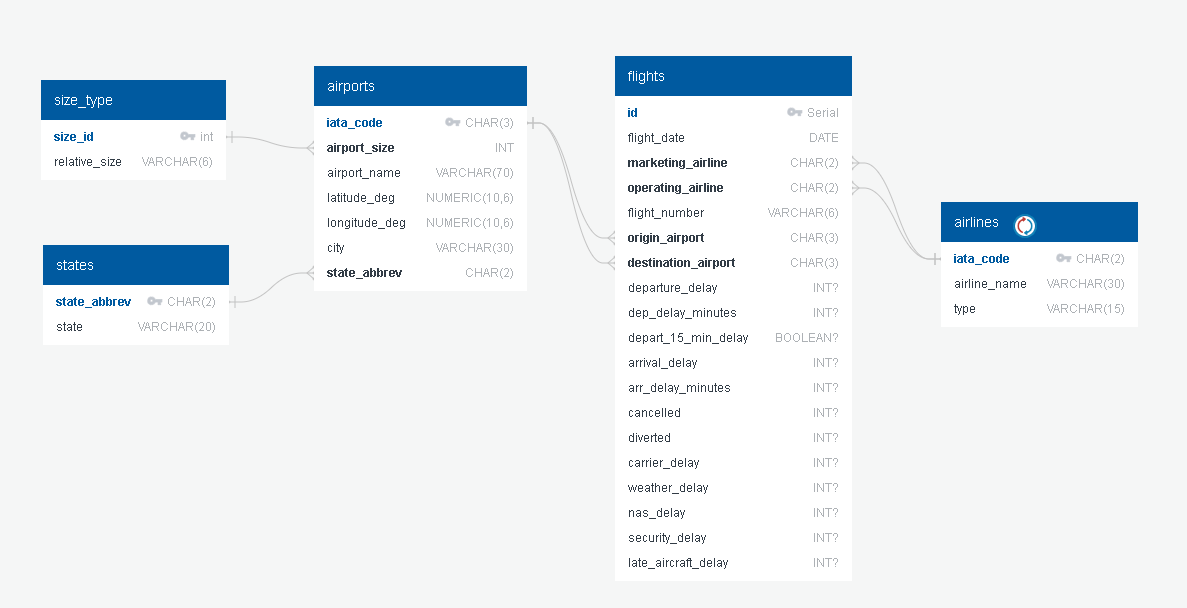 size_type
size_id int
relative_size VARCHAR(6)
states
state_abbrev CHAR(2)
state VARCHAR(20)
airports
iata_code CHAR(3)
airport_size INT
airport_name VARCHAR(70)
latitude_deg NUMERIC(10,6)
longitude_deg NUMERIC(10,6)
city VARCHAR(30)
state_abbrev CHAR(2)
flights
id Serial
flight_date DATE
marketing_airline CHAR(2)
operating_airline CHAR(2)
flight_number VARCHAR(6)
origin_airport CHAR(3)
destination_airport CHAR(3)
departure_delay INT?
dep_delay_minutes INT?
depart_15_min_delay BOOLEAN?
arrival_delay INT?
arr_delay_minutes INT?
cancelled INT?
diverted INT?
carrier_delay INT?
weather_delay INT?
nas_delay INT?
security_delay INT?
late_aircraft_delay INT?
airlines
iata_code CHAR(2)
airline_name VARCHAR(30)
type VARCHAR(15)